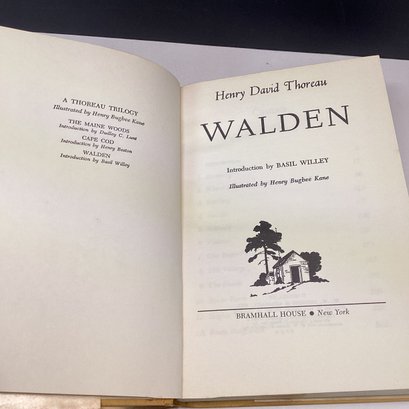 A THOREAU TRILOGY
Illustrated by Henry Bugbee Kane
THE MAINE WOODS
Introduction by Dudley C. Lunt
CAPE COD
Introduction by Henry Beston
WALDEN
Introduction by Basil Willey
Henry David Thoreau
WALDEN
Introduction by BASIL WILLEY
Illustrated by Henry Bugbee Kane
BRAMHALL HOUSE • New York